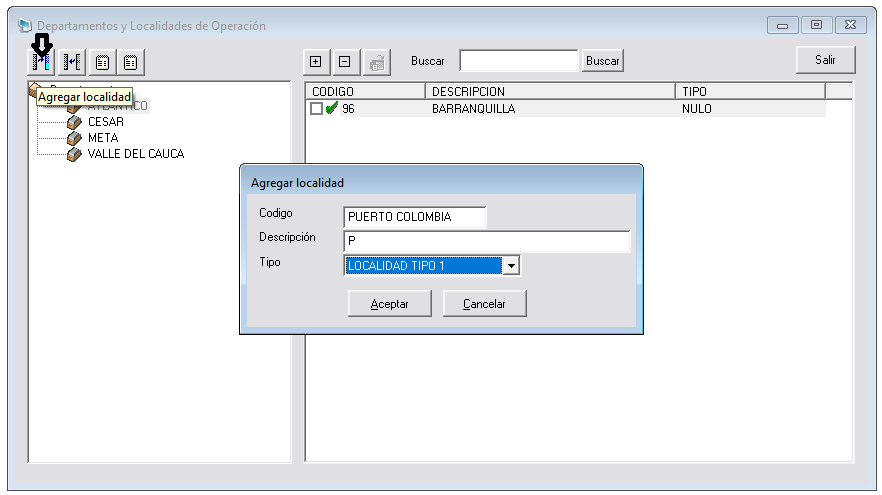 Departamentos y Localidades de Operación
Buscar
Buscar
Salir
Agregar localidad
ATLANTICO
CESAR
META
VALLE DEL CAUCA
CODIGO DESCRIPCION TIPO
96 BARRANQUILLA NULO
Agregar localidad
Codigo PUERTO COLOMBIA
Descripción P
Tipo LOCALIDAD TIPO 1
Aceptar Cancelar